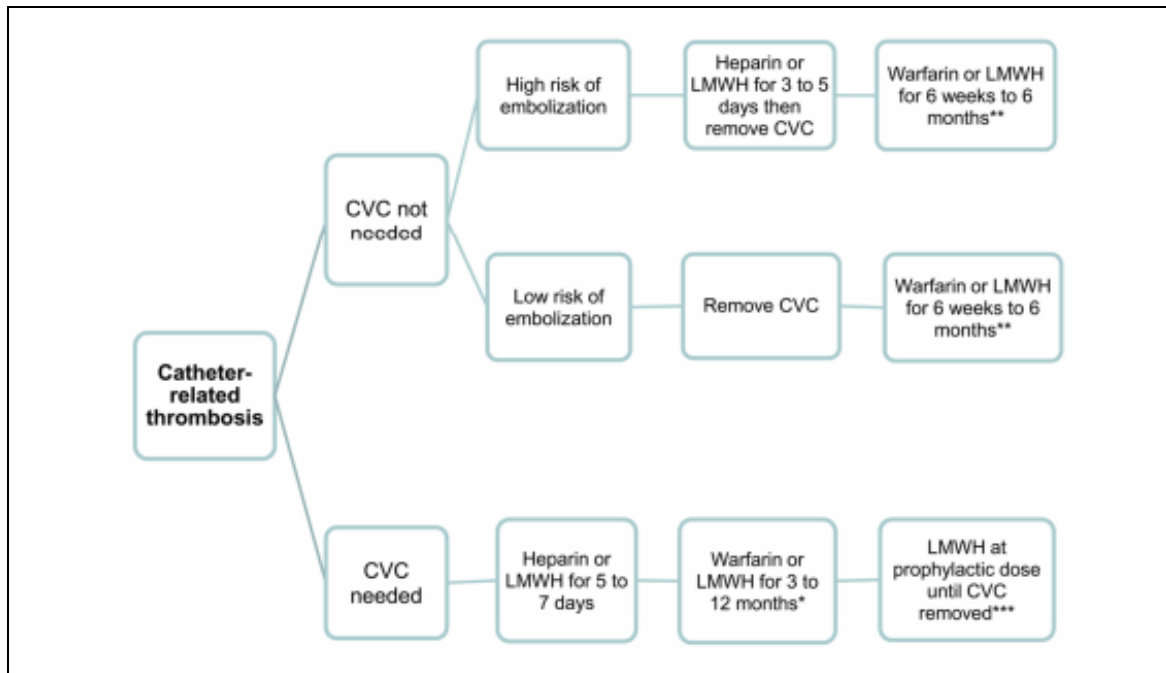 High risk of
embolization
Heparin or
LMWH for 3 to 5
days then
remove CVC
Warfarin or LMWH
for 6 weeks to 6
months**
CVC not
needed
Low risk of
embolization
Remove CVC
Warfarin or LMWH
for 6 weeks to 6
months**
Catheter-
related
thrombosis
CVC
needed
Heparin or
LMWH for 5 to
7 days
Warfarin or
LMWH for 3 to
12 months*
LMWH at
prophylactic dose
until CVC
removed***